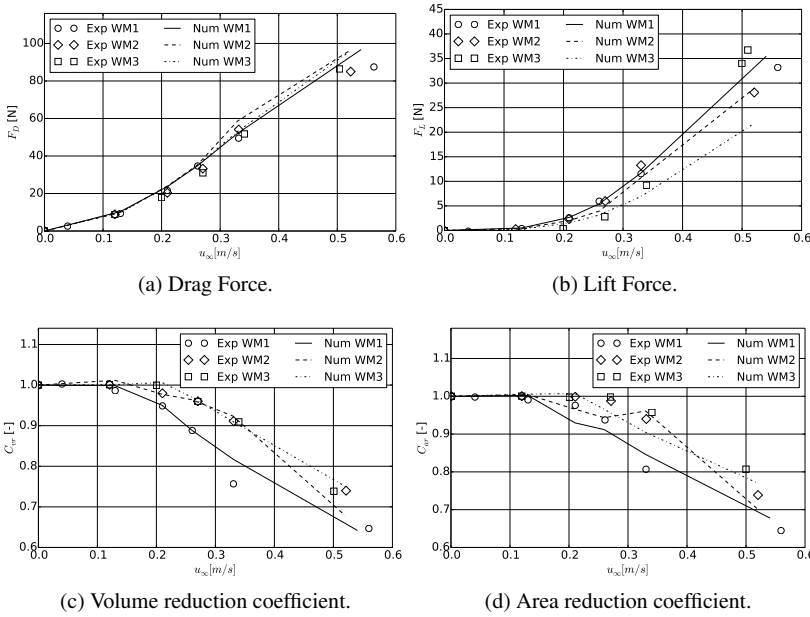 100
80
60
40
20
0
F_D [N]
Exp WM1
Exp WM2
Exp WM3
Num WM1
Num WM2
Num WM3
0.0 0.1 0.2 0.3 0.4 0.5 0.6
u_∞[m/s]
(a) Drag Force.
45
40
35
30
25
20
15
10
5
0
F_L [N]
Exp WM1
Exp WM2
Exp WM3
Num WM1
Num WM2
Num WM3
0.0 0.1 0.2 0.3 0.4 0.5 0.6
u_∞[m/s]
(b) Lift Force.
1.1
1.0
0.9
0.8
0.7
0.6
C_vr [-]
Exp WM1
Exp WM2
Exp WM3
Num WM1
Num WM2
Num WM3
0.0 0.1 0.2 0.3 0.4 0.5 0.6
u_∞[m/s]
(c) Volume reduction coefficient.
1.1
1.0
0.9
0.8
0.7
0.6
C_ar [-]
Exp WM1
Exp WM2
Exp WM3
Num WM1
Num WM2
Num WM3
0.0 0.1 0.2 0.3 0.4 0.5 0.6
u_∞[m/s]
(d) Area reduction coefficient.